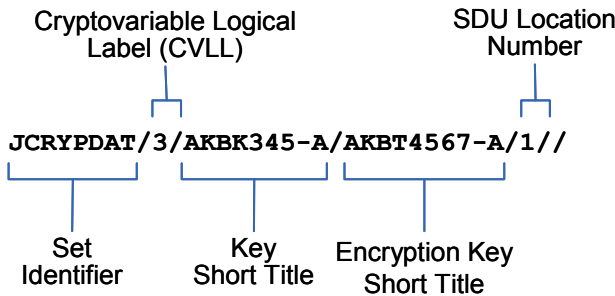 Cryptovariable Logical
Label (CVLL)
SDU Location
Number
JCRYPDAT/3/AKBK345-A/AKBT4567-A/1//
Set
Identifier
Key
Short Title
Encryption Key
Short Title